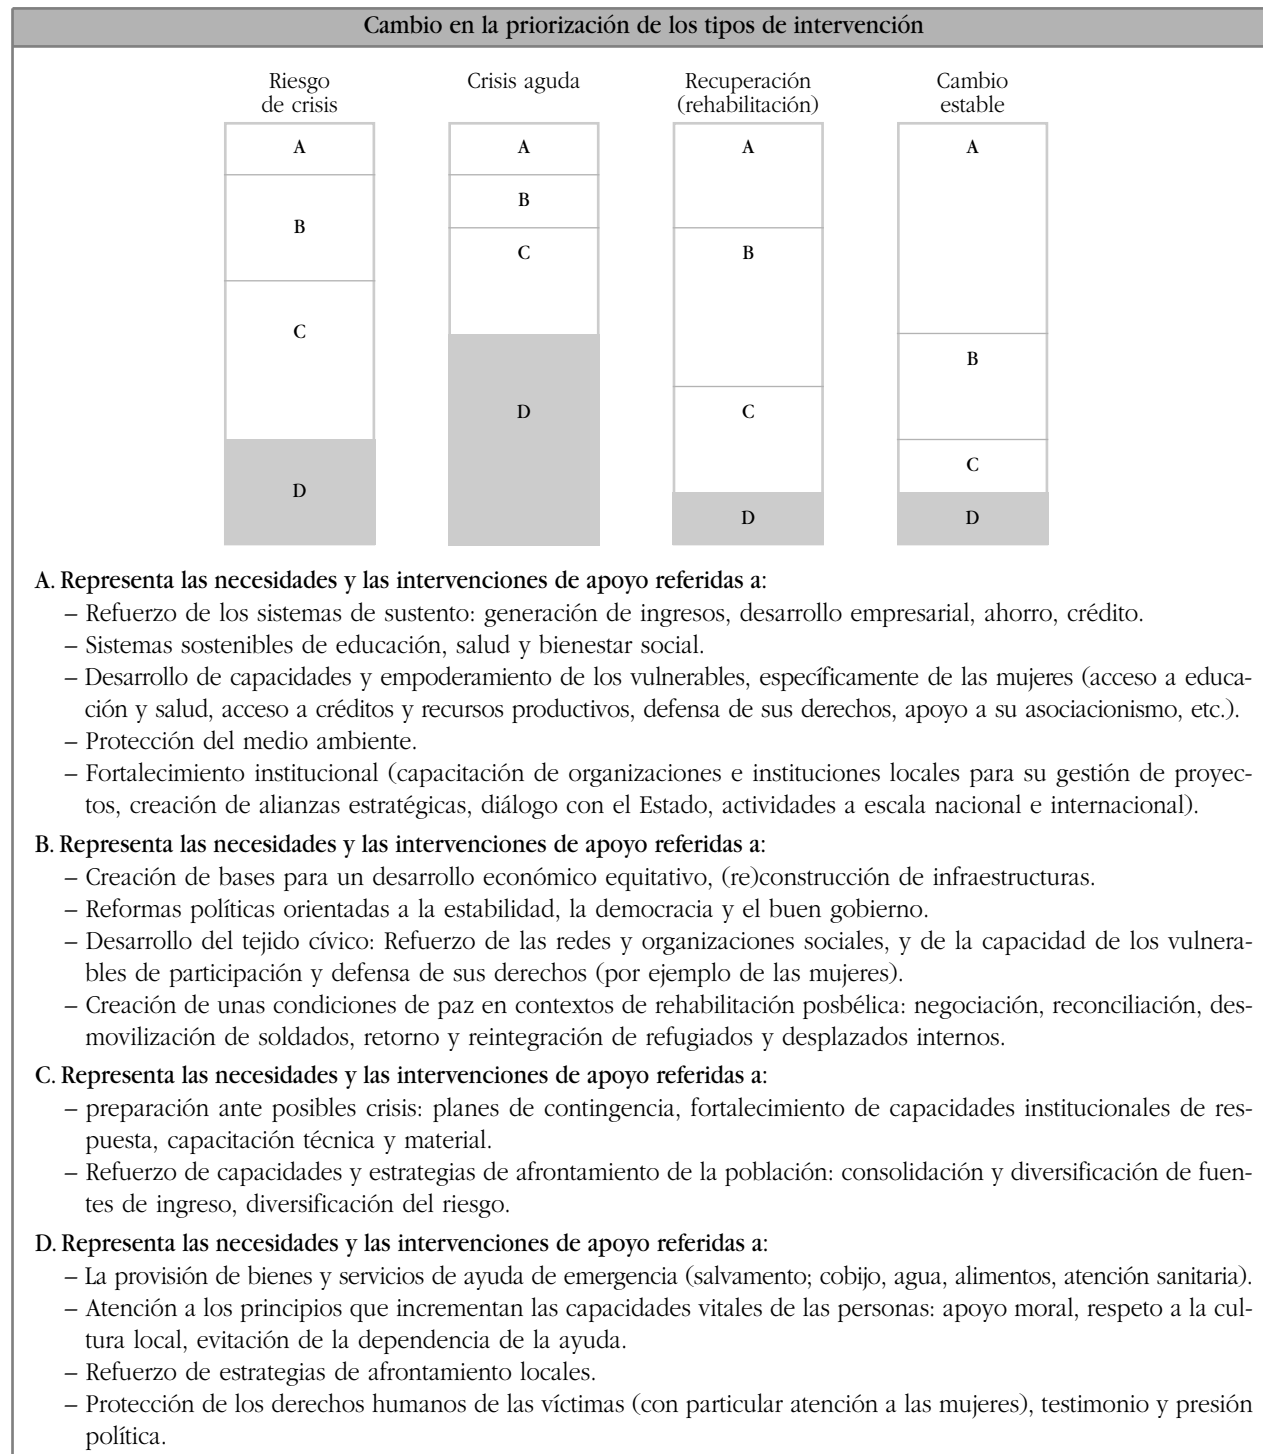 Cambio en la priorización de los tipos de intervención
Riesgo
de crisis
Crisis aguda
Recuperación
(rehabilitación)
Cambio
estable
A
B
C
D
A
B
C
D
A
B
C
D
A
B
C
D
A. Representa las necesidades y las intervenciones de apoyo referidas a:
– Refuerzo de los sistemas de sustento: generación de ingresos, desarrollo empresarial, ahorro, crédito.
– Sistemas sostenibles de educación, salud y bienestar social.
– Desarrollo de capacidades y empoderamiento de los vulnerables, específicamente de las mujeres (acceso a educa-
ción y salud, acceso a créditos y recursos productivos, defensa de sus derechos, apoyo a su asociacionismo, etc.).
– Protección del medio ambiente.
– Fortalecimiento institucional (capacitación de organizaciones e instituciones locales para su gestión de proyec-
tos, creación de alianzas estratégicas, diálogo con el Estado, actividades a escala nacional e internacional).
B. Representa las necesidades y las intervenciones de apoyo referidas a:
– Creación de bases para un desarrollo económico equitativo, (re)construcción de infraestructuras.
– Reformas políticas orientadas a la estabilidad, la democracia y el buen gobierno.
– Desarrollo del tejido cívico: Refuerzo de las redes y organizaciones sociales, y de la capacidad de los vulnera-
bles de participación y defensa de sus derechos (por ejemplo de las mujeres).
– Creación de unas condiciones de paz en contextos de rehabilitación posbélica: negociación, reconciliación, des-
movilización de soldados, retorno y reintegración de refugiados y desplazados internos.
C. Representa las necesidades y las intervenciones de apoyo referidas a:
– preparación ante posibles crisis: planes de contingencia, fortalecimiento de capacidades institucionales de res-
puesta, capacitación técnica y material.
– Refuerzo de capacidades y estrategias de afrontamiento de la población: consolidación y diversificación de fuen-
tes de ingreso, diversificación del riesgo.
D. Representa las necesidades y las intervenciones de apoyo referidas a:
– La provisión de bienes y servicios de ayuda de emergencia (salvamento; cobijo, agua, alimentos, atención sanitaria).
– Atención a los principios que incrementan las capacidades vitales de las personas: apoyo moral, respeto a la cul-
tura local, evitación de la dependencia de la ayuda.
– Refuerzo de estrategias de afrontamiento locales.
– Protección de los derechos humanos de las víctimas (con particular atención a las mujeres), testimonio y presión
política.